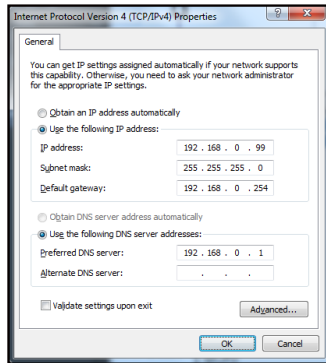 Internet Protocol Version 4 (TCP/IPv4) Properties
General
You can get IP settings assigned automatically if your network supports
this capability. Otherwise, you need to ask your network administrator
for the appropriate IP settings.
Obtain an IP address automatically
Use the following IP address:
IP address: 192 . 168 . 0 . 99
Subnet mask: 255 . 255 . 255 . 0
Default gateway: 192 . 168 . 0 . 254
Obtain DNS server address automatically
Use the following DNS server addresses:
Preferred DNS server: 192 . 168 . 0 . 1
Alternate DNS server: . . .
Validate settings upon exit
Advanced...
OK Cancel